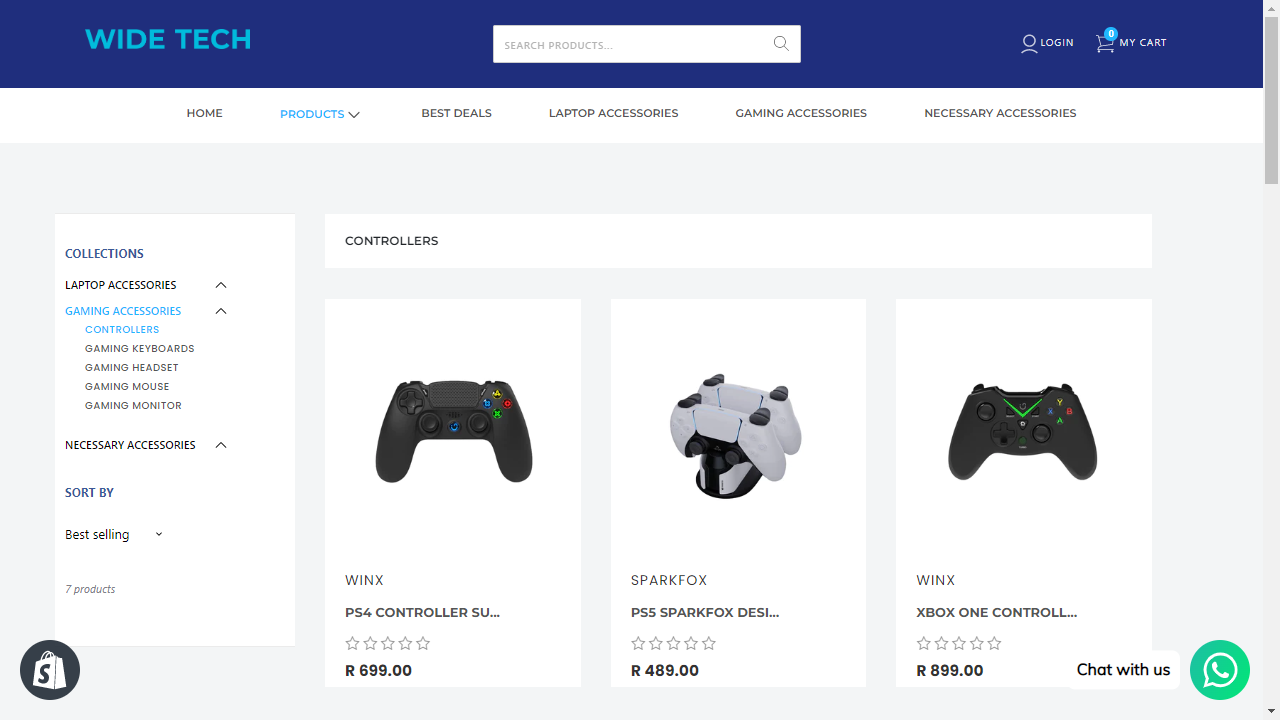 WIDE TECH
SEARCH PRODUCTS...
LOGIN
0
MY CART
HOME
PRODUCTS
BEST DEALS
LAPTOP ACCESSORIES
GAMING ACCESSORIES
NECESSARY ACCESSORIES
COLLECTIONS
LAPTOP ACCESSORIES
GAMING ACCESSORIES
CONTROLLERS
GAMING KEYBOARDS
GAMING HEADSET
GAMING MOUSE
GAMING MONITOR
NECESSARY ACCESSORIES
SORT BY
Best selling
7 products
CONTROLLERS
WINX
PS4 CONTROLLER SU...
R 699.00
SPARKFOX
PS5 SPARKFOX DESI...
R 489.00
WINX
XBOX ONE CONTROLL...
R 899.00
Chat with us